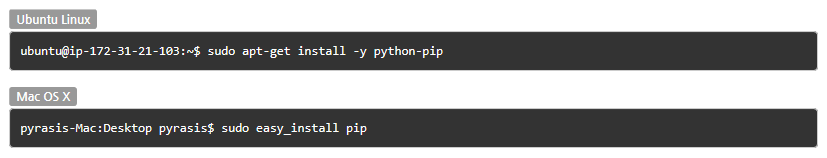 Ubuntu Linux
ubuntu@ip-172-31-21-103:~$ sudo apt-get install -y python-pip
Mac OS X
pyrasis-Mac:Desktop pyrasis$ sudo easy_install pip